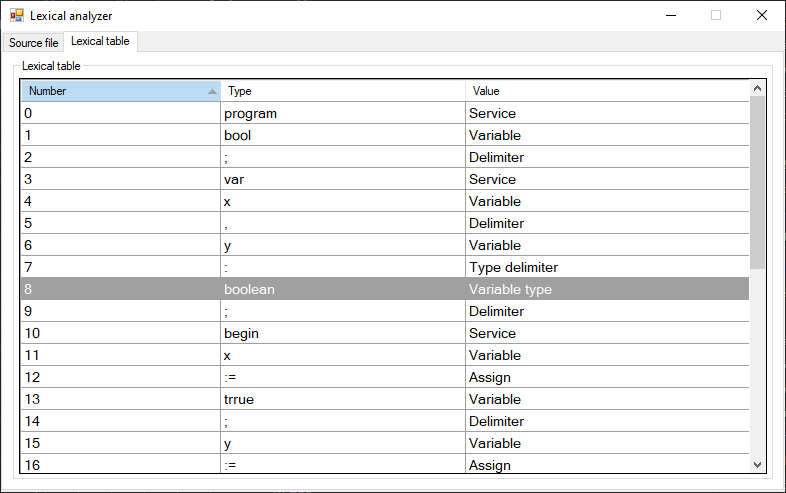 Lexical analyzer
Source file Lexical table
Lexical table
Number Type Value
0 program Service
1 bool Variable
2 ; Delimiter
3 var Service
4 x Variable
5 , Delimiter
6 y Variable
7 : Type delimiter
8 boolean Variable type
9 ; Delimiter
10 begin Service
11 x Variable
12 := Assign
13 trrue Variable
14 ; Delimiter
15 y Variable
16 := Assign